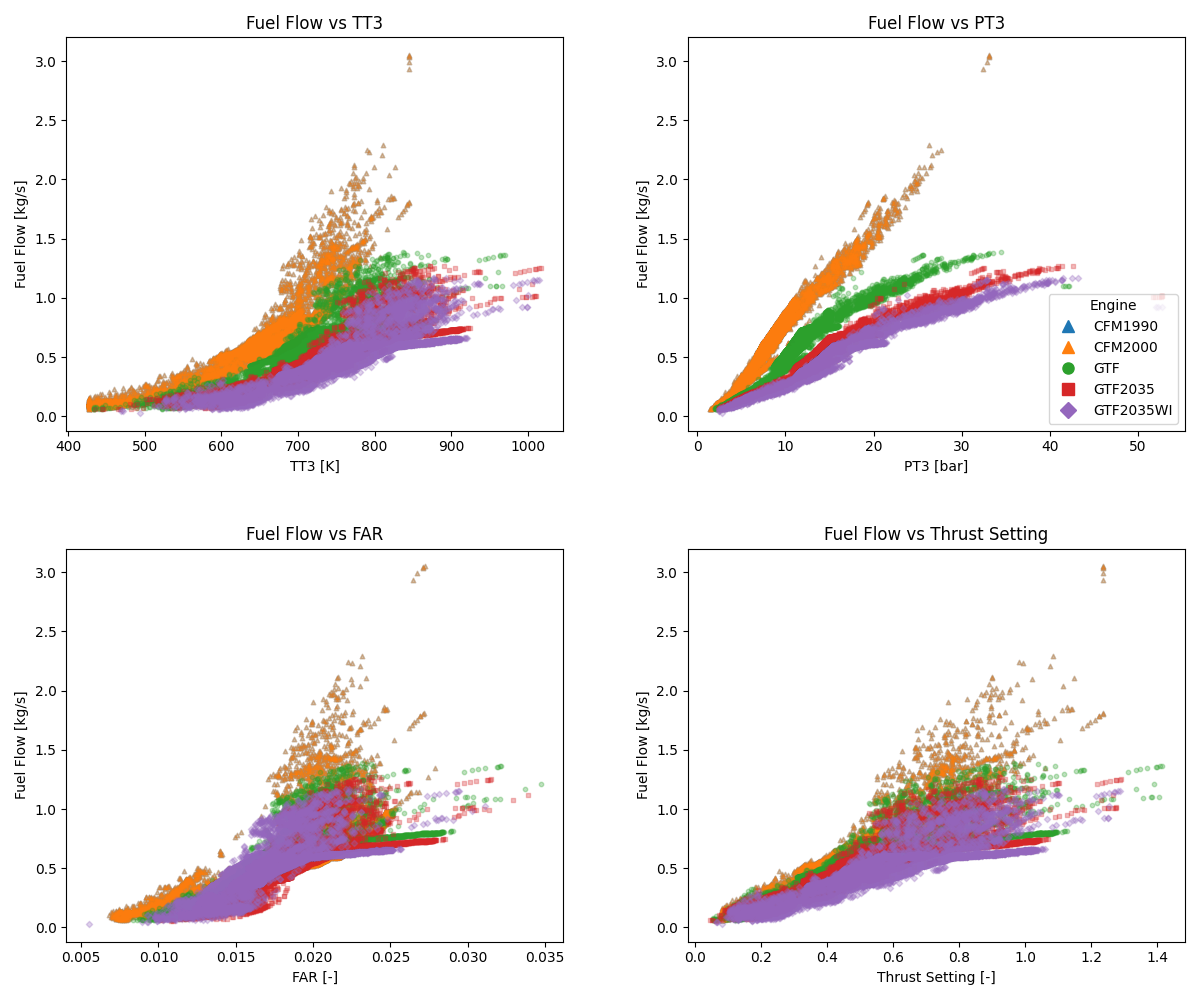 Fuel Flow vs TT3
Fuel Flow [kg/s]
3.0
2.5
2.0
1.5
1.0
0.5
0.0
400 500 600 700 800 900 1000
TT3 [K]
Fuel Flow vs PT3
Fuel Flow [kg/s]
3.0
2.5
2.0
1.5
1.0
0.5
0.0
0 10 20 30 40 50
PT3 [bar]
Engine
CFM1990
CFM2000
GTF
GTF2035
GTF2035WI
Fuel Flow vs FAR
Fuel Flow [kg/s]
3.0
2.5
2.0
1.5
1.0
0.5
0.0
0.005 0.010 0.015 0.020 0.025 0.030 0.035
FAR [-]
Fuel Flow vs Thrust Setting
Fuel Flow [kg/s]
3.0
2.5
2.0
1.5
1.0
0.5
0.0
0.0 0.2 0.4 0.6 0.8 1.0 1.2 1.4
Thrust Setting [-]